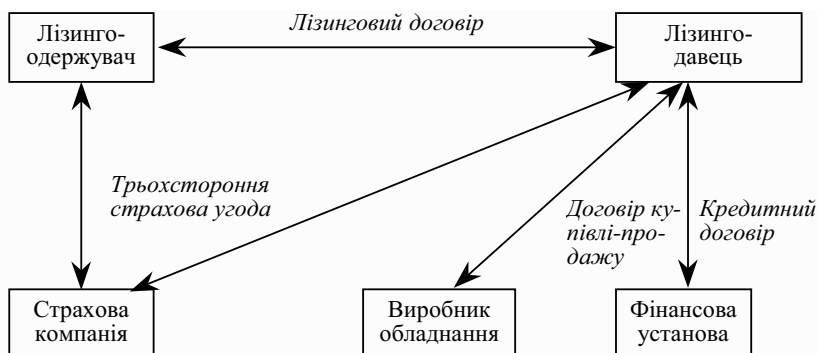 Лізинго-
одержувач
Лізинговий договір
Лізинго-
давець
Трьохстороння
страхова угода
Договір ку-
півлі-про-
дажу
Кредитний
договір
Страхова
компанія
Виробник
обладнання
Фінансова
установа